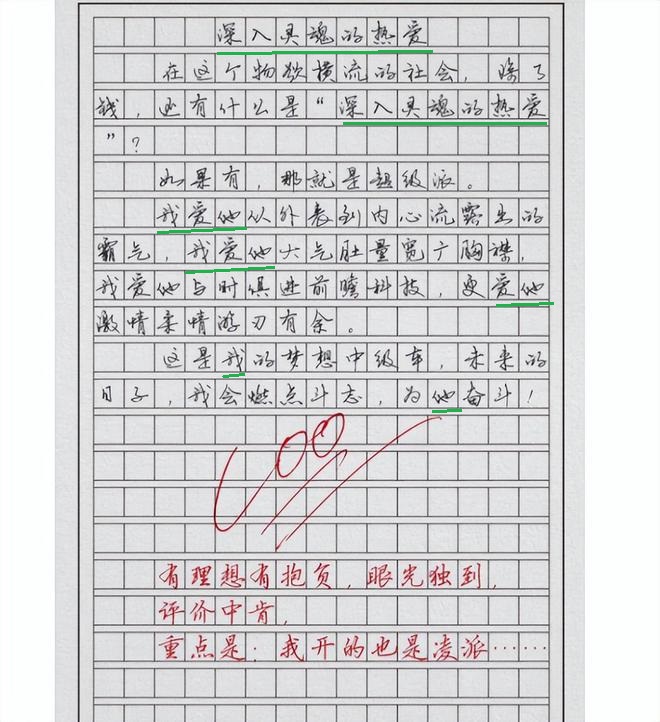 深入灵魂的热爱
在这个物欲横流的社会，除了
钱，还有什么是“深入灵魂的热爱
”？
如果有，那就是超级派。
我爱他从外表到内心流露出的
霸气，我爱他大气肚量宽广胸襟，
我爱他与时俱进前瞻科技，更爱他
激情柔情游刃有余。
这是我的梦想中级车，未来的
日子，我会燃点斗志，为他奋斗！
100
有理想有抱负，眼光独到，
评价中肯，
重点是：我开的也是凌派……